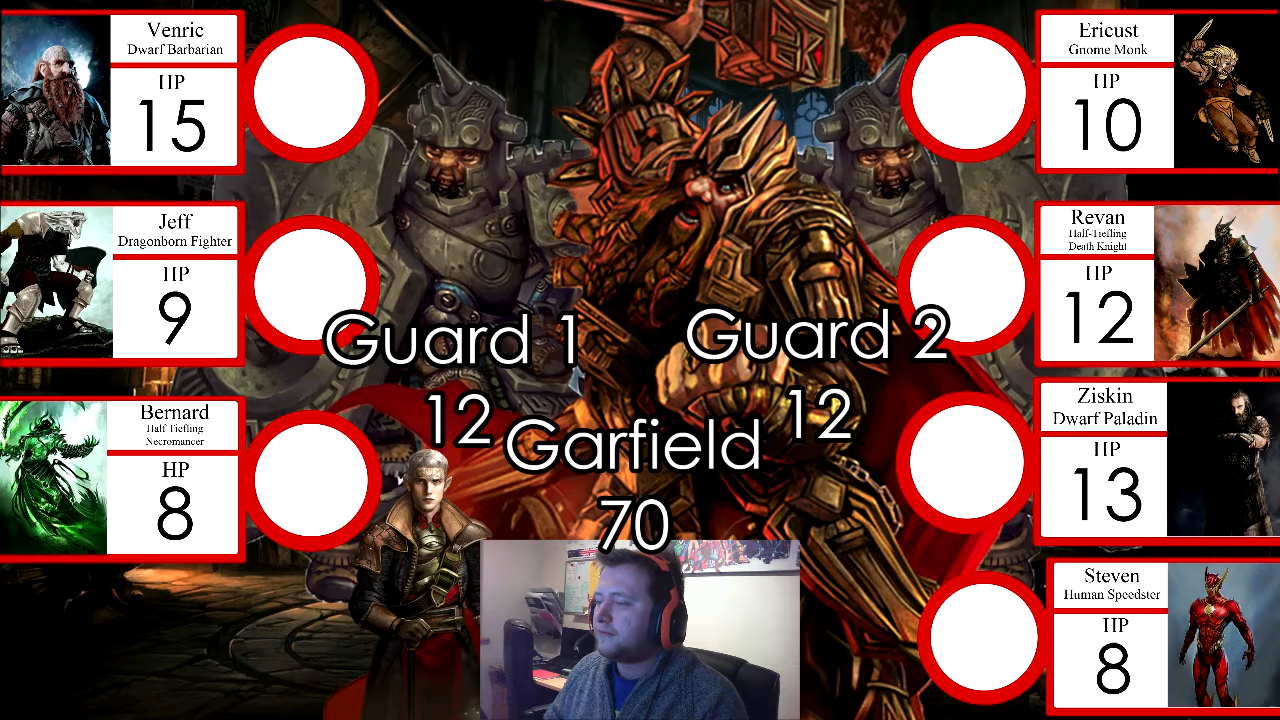 Venric
Dwarf Barbarian
HP
15
Jeff
Dragonborn Fighter
HP
9
Bernard
Half Tiefling
Necromancer
HP
8
Guard 1
12
Guard 2
12
Garfield
70
Ericust
Gnome Monk
HP
10
Revan
Half-Tiefling
Death Knight
HP
12
Ziskin
Dwarf Paladin
HP
13
Steven
Human Speedster
HP
8